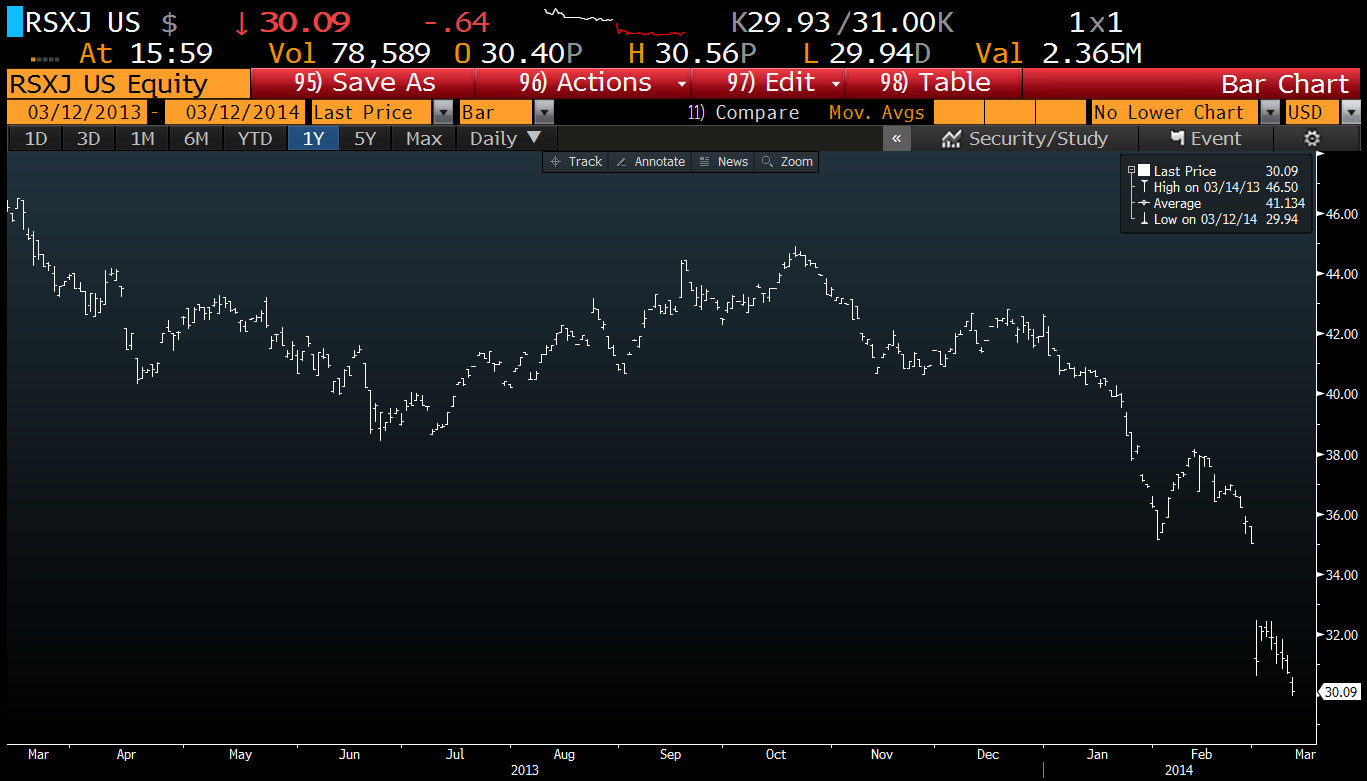 RSXJ US $ ↓ 30.09 - .64 K29.93 /31.00K 1x1
At 15:59 Vol 78,589 O 30.40P H 30.56P L 29.94D Val 2.365M
RSXJ US Equity 95) Save As 96) Actions 97) Edit 98) Table Bar Chart
03/12/2013 - 03/12/2014 Last Price Bar 11) Compare Mov. Avgs No Lower Chart USD
1D 3D 1M 6M YTD 1Y 5Y Max Daily ▼ « Security/Study Event
Track Annotate News Zoom
Last Price 30.09
High on 03/14/13 46.50
Average 41.134
Low on 03/12/14 29.94
46.00
44.00
42.00
40.00
38.00
36.00
34.00
32.00
30.09
Mar Apr May Jun Jul Aug Sep Oct Nov Dec Jan Feb Mar
2013 2014